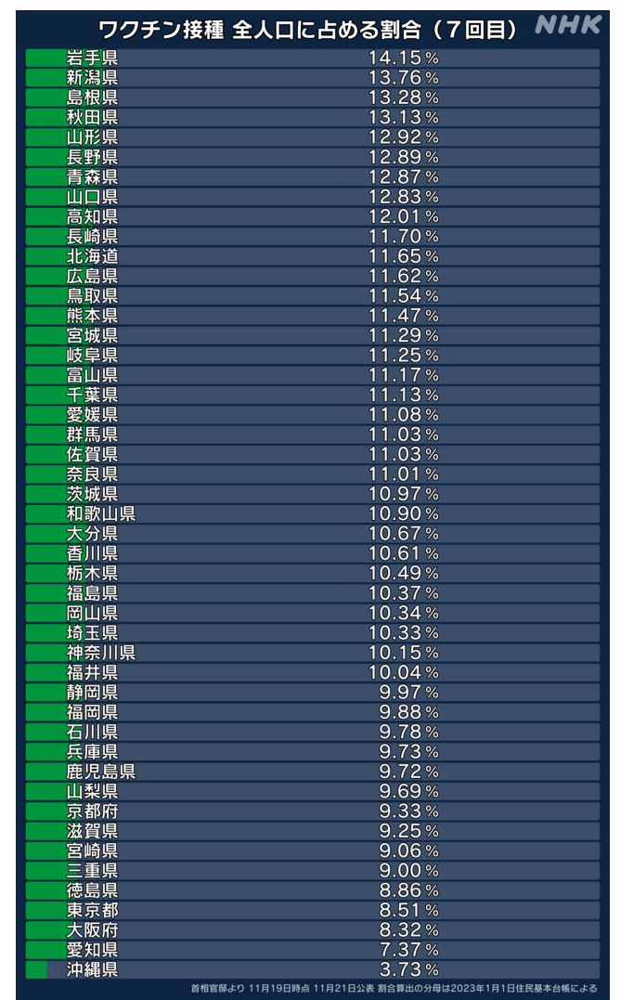 ワクチン接種 全人口に占める割合（７回目） NHK
岩手県 14.15%
新潟県 13.76%
島根県 13.28%
秋田県 13.13%
山形県 12.92%
長野県 12.89%
青森県 12.87%
山口県 12.83%
高知県 12.01%
長崎県 11.70%
北海道 11.65%
広島県 11.62%
鳥取県 11.54%
熊本県 11.47%
宮城県 11.29%
岐阜県 11.25%
富山県 11.17%
千葉県 11.13%
愛媛県 11.08%
群馬県 11.03%
佐賀県 11.03%
奈良県 11.01%
茨城県 10.97%
和歌山県 10.90%
大分県 10.67%
香川県 10.61%
栃木県 10.49%
福島県 10.37%
岡山県 10.34%
埼玉県 10.33%
神奈川県 10.15%
福井県 10.04%
静岡県 9.97%
福岡県 9.88%
石川県 9.78%
兵庫県 9.73%
鹿児島県 9.72%
山梨県 9.69%
京都府 9.33%
滋賀県 9.25%
宮崎県 9.06%
三重県 9.00%
徳島県 8.86%
東京都 8.51%
大阪府 8.32%
愛知県 7.37%
沖縄県 3.73%
首相官邸より 11月19日時点 11月21日公表 割合算出の分母は2023年1月1日住民基本台帳による